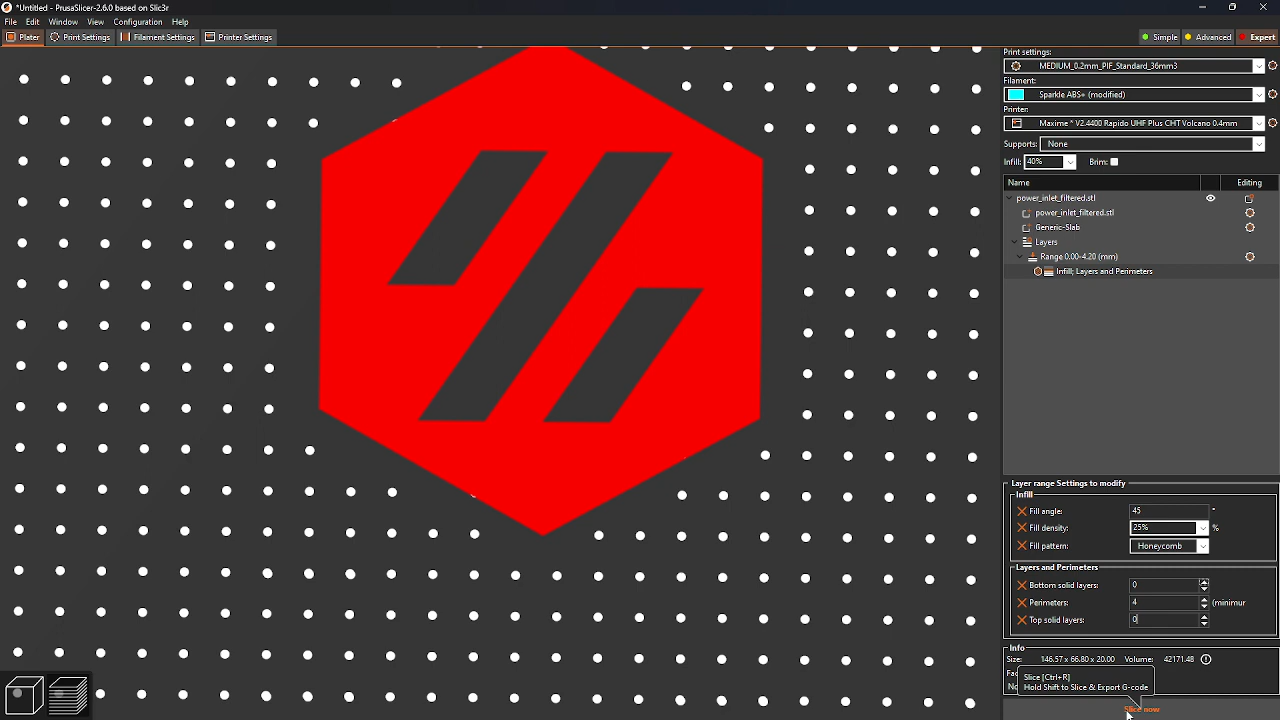 *Untitled - PrusaSlicer-2.6.0 based on Slic3r
File Edit Window View Configuration Help
Plater Print Settings Filament Settings Printer Settings Simple Advanced Expert
Print settings:
MEDIUM_0.2mm_PIF_Standard_36mm3
Filament:
Sparkle ABS+ (modified)
Printer:
Maxime * V2.4400 Rapido UHF Plus CHT Volcano 0.4mm
Supports: None
Infill: 40% Brim:
Name Editing
power_inlet_filtered.stl
power_inlet_filtered.stl
Generic-Slab
Layers
Range 0.00-4.20 (mm)
Infill; Layers and Perimeters
Layer range Settings to modify
Infill
Fill angle: 45 °
Fill density: 25% %
Fill pattern: Honeycomb
Layers and Perimeters
Bottom solid layers: 0
Perimeters: 4 (minimur
Top solid layers: 0
Info
Size: 146.57 x 66.80 x 20.00 Volume: 42171.48
Slice [Ctrl+R]
Hold Shift to Slice & Export G-code
Slice now